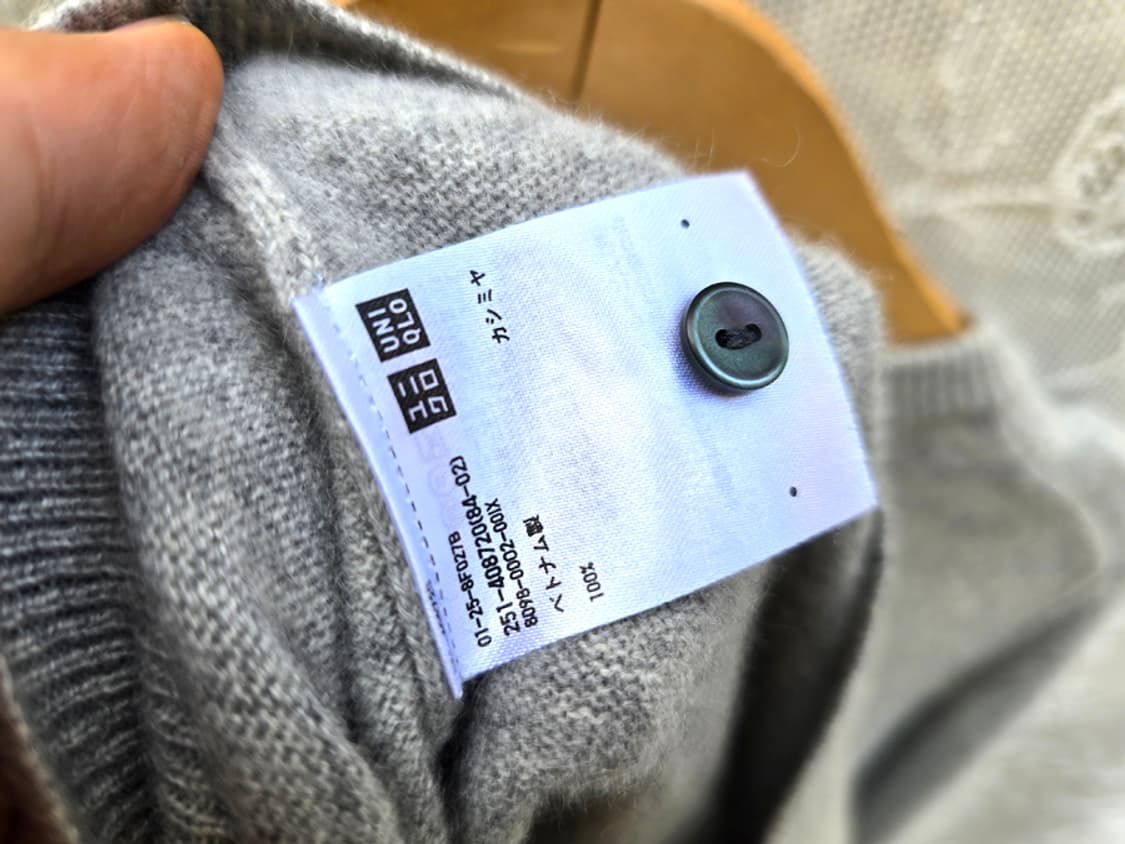 ユニ UNI
クロ QLO
01-25-8F027B
251-408720(84-02)
8098-0002-001X
ベトナム製
100% カシミヤ